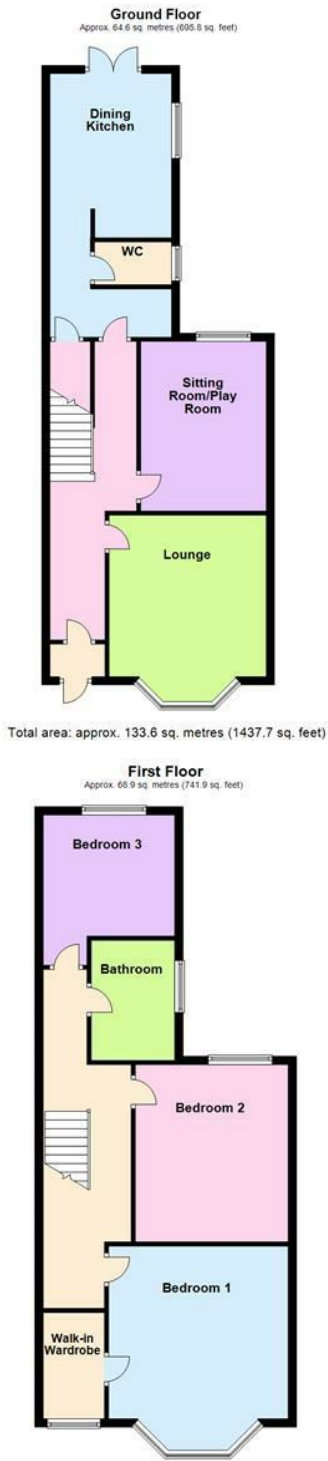 Ground Floor
Approx. 64.6 sq. metres (695.8 sq. feet)
Dining
Kitchen
WC
Sitting
Room/Play
Room
Lounge
Total area: approx. 133.6 sq. metres (1437.7 sq. feet)
First Floor
Approx. 68.9 sq. metres (741.9 sq. feet)
Bedroom 3
Bathroom
Bedroom 2
Bedroom 1
Walk-in
Wardrobe